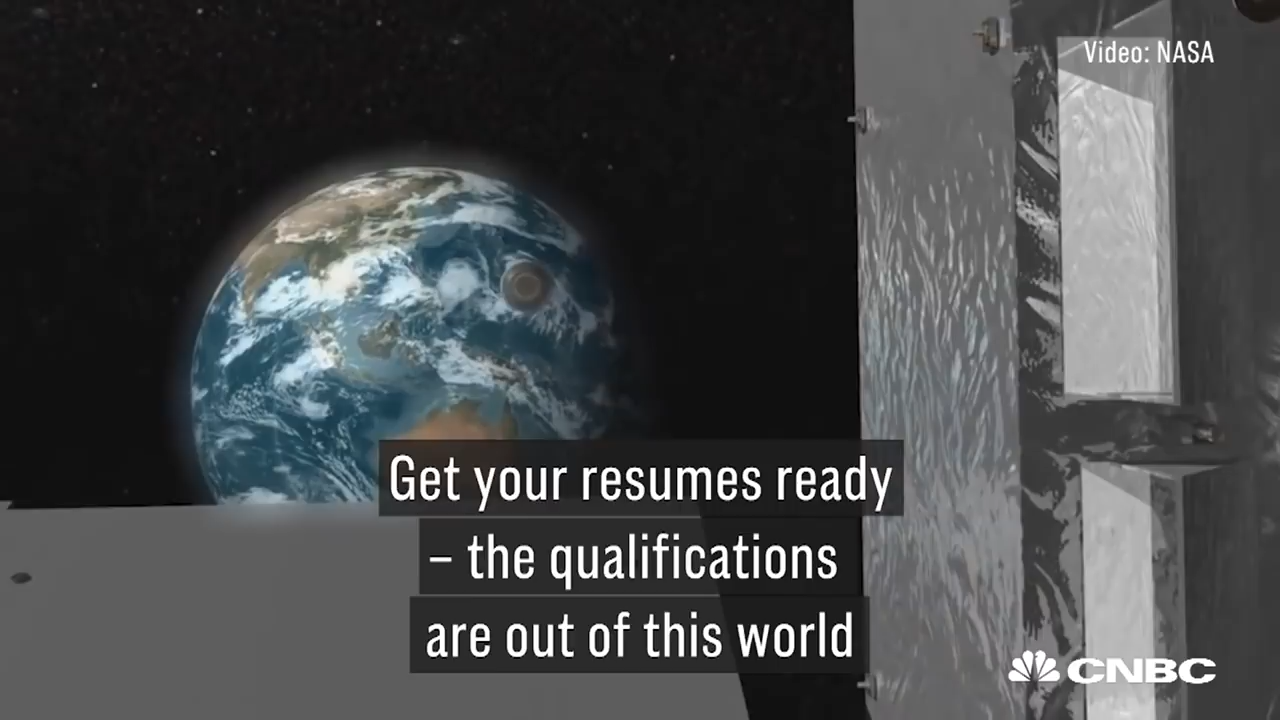 Video: NASA
Get your resumes ready
– the qualifications
are out of this world
CNBC